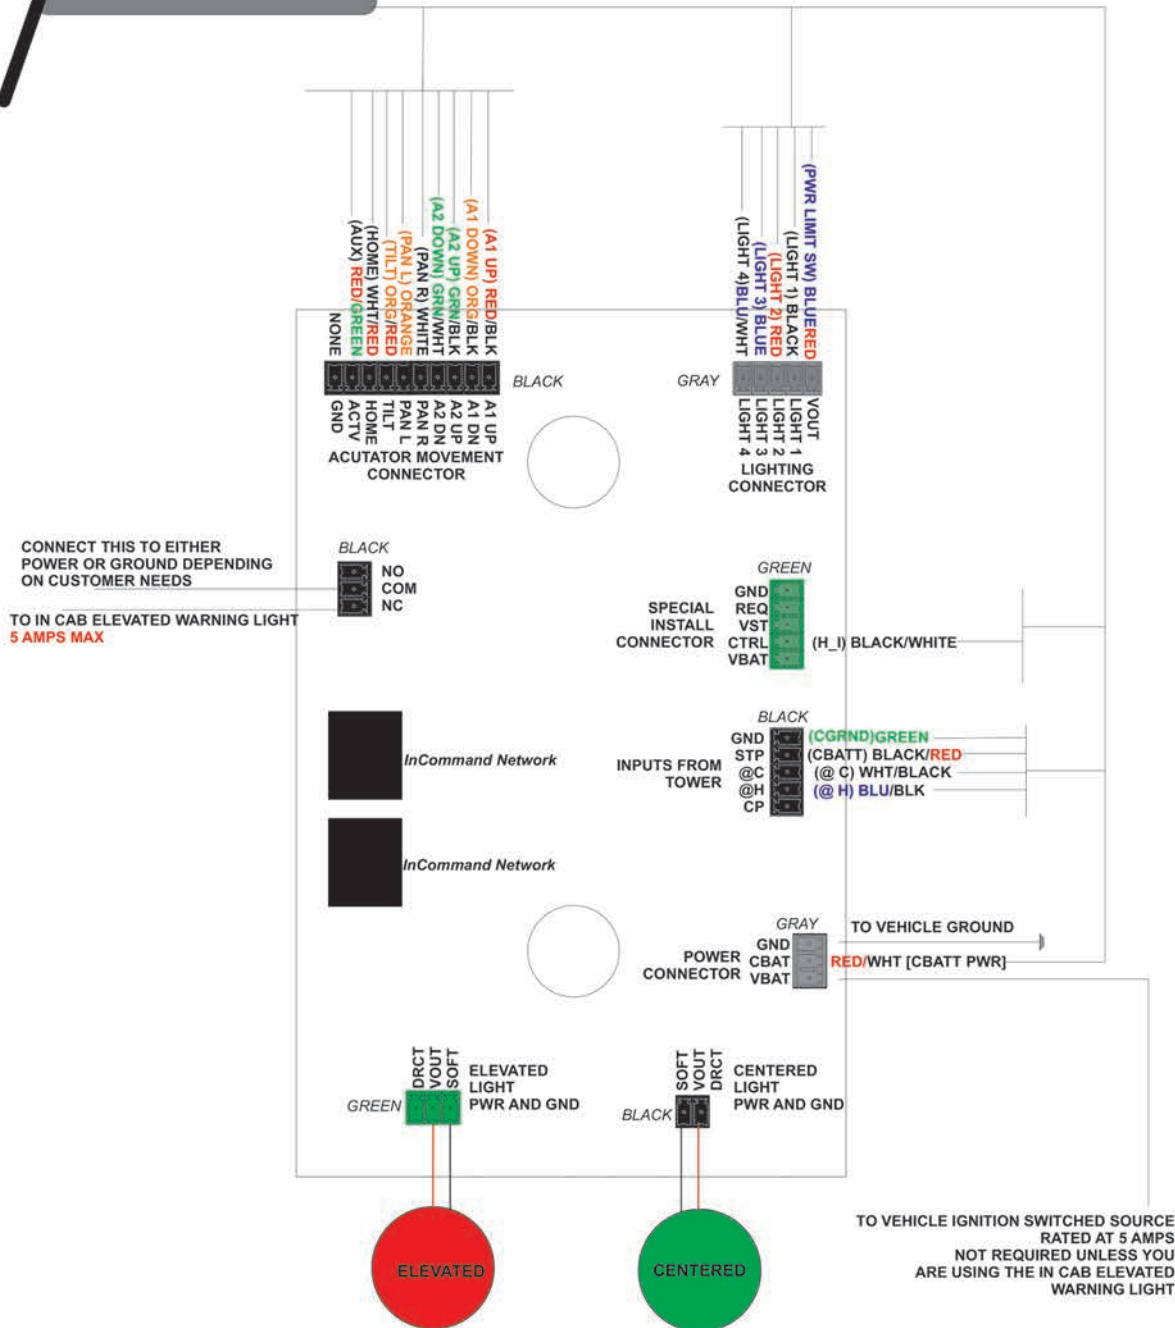 (AUX) RED/GREEN
(HOME) WHT/RED
(TILT) ORG/RED
(PAN L) ORANGE
(PAN R) WHITE
(A2 DOWN) GRN/WHT
(A2 UP) GRN/BLK
(A1 DOWN) ORG/BLK
(A1 UP) RED/BLK
NONE
BLACK
GND
ACTV
HOME
TILT
PAN L
PAN R
A2 DN
A2 UP
A1 DN
A1 UP
ACUTATOR MOVEMENT
CONNECTOR
(LIGHT 4)BLU/WHT
(LIGHT 3) BLUE
(LIGHT 2) RED
(LIGHT 1) BLACK
(PWR LIMIT SW) BLUERED
GRAY
LIGHT 4
LIGHT 3
LIGHT 2
LIGHT 1
VOUT
LIGHTING
CONNECTOR
CONNECT THIS TO EITHER
POWER OR GROUND DEPENDING
ON CUSTOMER NEEDS
TO IN CAB ELEVATED WARNING LIGHT
5 AMPS MAX
BLACK
NO
COM
NC
GREEN
SPECIAL
INSTALL
CONNECTOR
GND
REQ
VST
CTRL
VBAT
(H_I) BLACK/WHITE
BLACK
INPUTS FROM
TOWER
GND
STP
@C
@H
CP
(CGRND)GREEN
(CBATT) BLACK/RED
(@ C) WHT/BLACK
(@ H) BLU/BLK
InCommand Network
InCommand Network
GRAY
POWER
CONNECTOR
GND
CBAT
VBAT
TO VEHICLE GROUND
RED/WHT [CBATT PWR]
DRCT
VOUT
SOFT
ELEVATED
LIGHT
PWR AND GND
GREEN
SOFT
VOUT
DRCT
CENTERED
LIGHT
PWR AND GND
BLACK
ELEVATED
CENTERED
TO VEHICLE IGNITION SWITCHED SOURCE
RATED AT 5 AMPS
NOT REQUIRED UNLESS YOU
ARE USING THE IN CAB ELEVATED
WARNING LIGHT